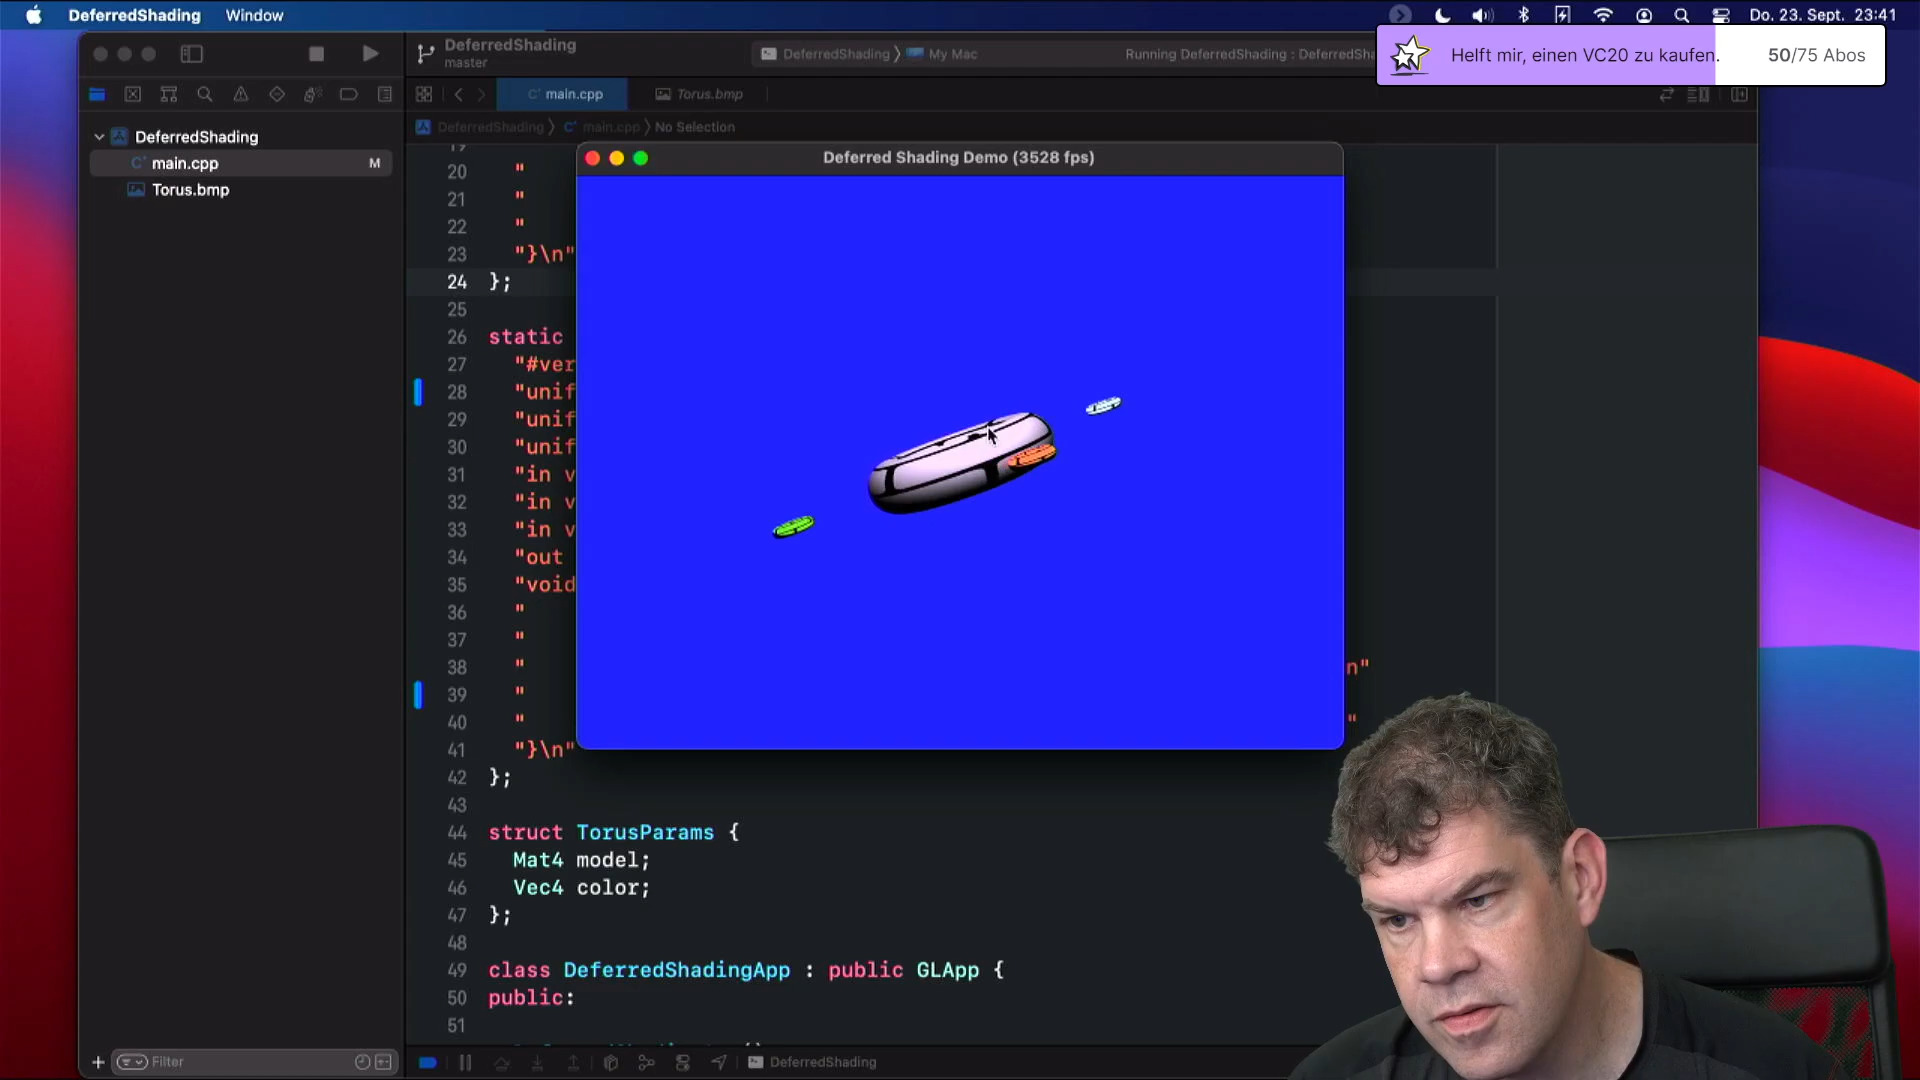 DeferredShading Window Do. 23. Sept. 23:41
Helft mir, einen VC20 zu kaufen. 50/75 Abos
DeferredShading
master
DeferredShading My Mac
Running DeferredShading : DeferredSha
main.cpp Torus.bmp
DeferredShading main.cpp No Selection
DeferredShading
main.cpp M
Torus.bmp
Deferred Shading Demo (3528 fps)
19
20 "
21 "
22 "
23 "}\n"
24 };
25
26 static
27 "#ver
28 "unif
29 "unif
30 "unif
31 "in v
32 "in v
33 "in v
34 "out
35 "void
36 "
37 "
38 " n"
39 "
40 " "
41 "}\n"
42 };
43
44 struct TorusParams {
45 Mat4 model;
46 Vec4 color;
47 };
48
49 class DeferredShadingApp : public GLApp {
50 public:
51
Filter
DeferredShading